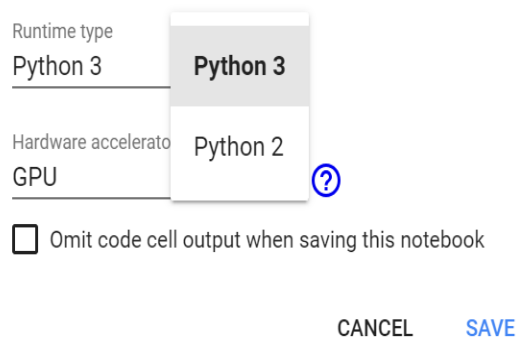 Runtime type
Python 3
Python 3
Python 2
Hardware accelerato
GPU
?
Omit code cell output when saving this notebook
CANCEL SAVE